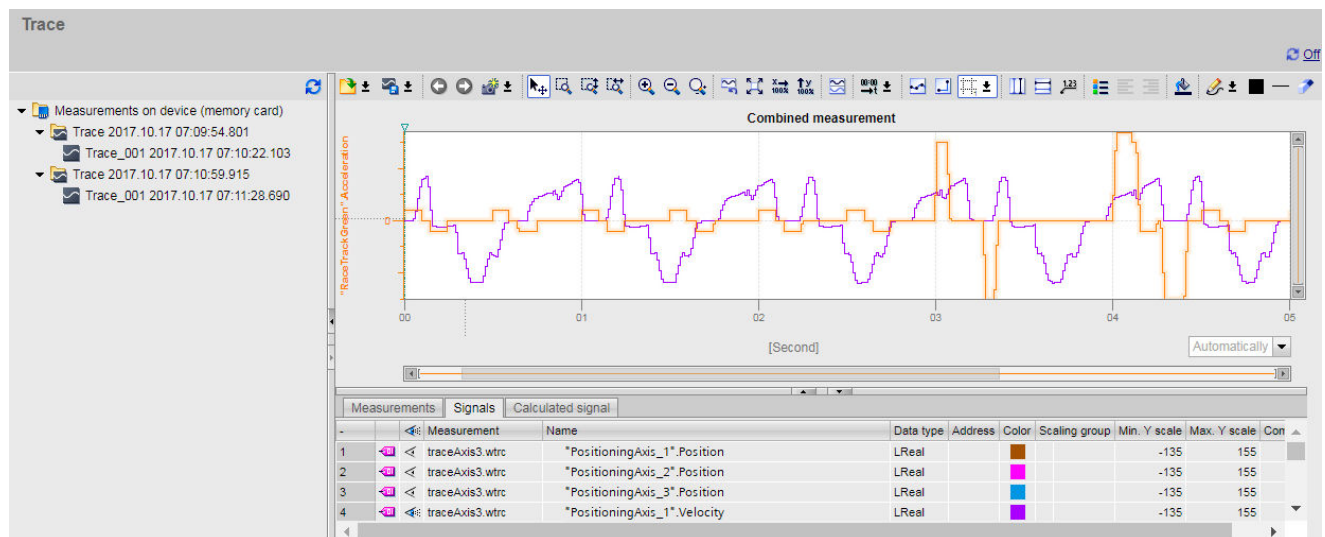 Trace
Off
Measurements on device (memory card)
Trace 2017.10.17 07:09:54.801
Trace_001 2017.10.17 07:10:22.103
Trace 2017.10.17 07:10:59.915
Trace_001 2017.10.17 07:11:28.690
Combined measurement
"RaceTrackGreen".Acceleration
0
00 01 02 03 04 05
[Second]
Automatically
Measurements Signals Calculated signal
- Measurement Name Data type Address Color Scaling group Min. Y scale Max. Y scale Com
1 traceAxis3.wtrc "PositioningAxis_1".Position LReal -135 155
2 traceAxis3.wtrc "PositioningAxis_2".Position LReal -135 155
3 traceAxis3.wtrc "PositioningAxis_3".Position LReal -135 155
4 traceAxis3.wtrc "PositioningAxis_1".Velocity LReal -135 155